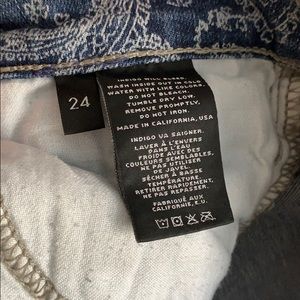 24
INDIGO WILL BLEED.
WASH INSIDE OUT IN COLD
WATER WITH LIKE COLORS.
DO NOT BLEACH.
TUMBLE DRY LOW.
REMOVE PROMPTLY.
DO NOT IRON.
MADE IN CALIFORNIA, USA
INDIGO VA SAIGNER.
LAVER À L'ENVERS
DANS L'EAU
FROIDE AVEC DES
COULEURS SEMBLABLES.
NE PAS UTILISER
DE JAVEL.
SÉCHER À BASSE
TEMPÉRATURE.
RETIRER RAPIDEMENT.
NE PAS REPASSER.
FABRIQUÉ AUX
CALIFORNIE, E.U.